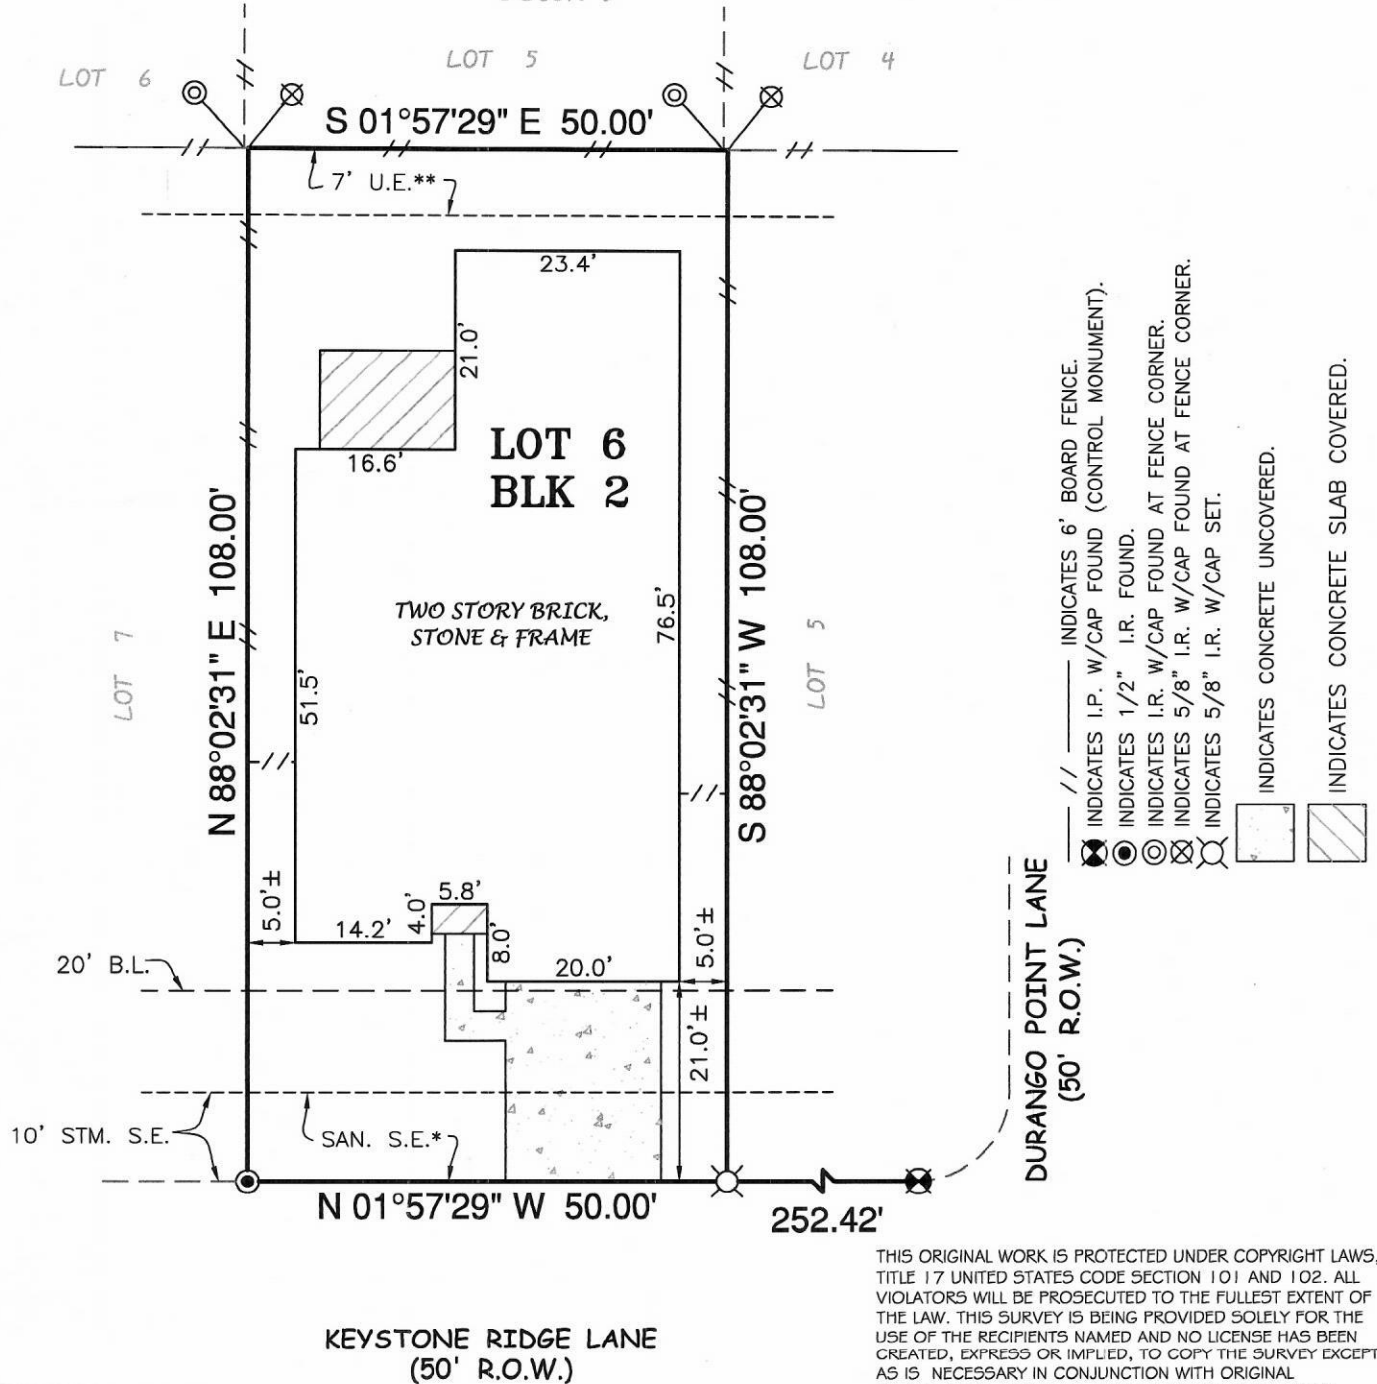 LOT 6
LOT 5
LOT 4
S 01°57'29" E 50.00'
7' U.E.**
23.4'
21.0'
16.6'
LOT 6
BLK 2
N 88°02'31" E 108.00'
S 88°02'31" W 108.00'
TWO STORY BRICK,
STONE & FRAME
76.5'
51.5'
LOT 7
LOT 5
5.0'±
14.2'
4.0'
5.8'
8.0'
20.0'
5.0'±
21.0'±
20' B.L.
10' STM. S.E.
SAN. S.E.*
N 01°57'29" W 50.00'
252.42'
DURANGO POINT LANE
(50' R.O.W.)
KEYSTONE RIDGE LANE
(50' R.O.W.)
INDICATES 6' BOARD FENCE.
INDICATES I.P. W/CAP FOUND (CONTROL MONUMENT).
INDICATES 1/2" I.R. FOUND.
INDICATES I.R. W/CAP FOUND AT FENCE CORNER.
INDICATES 5/8" I.R. W/CAP FOUND AT FENCE CORNER.
INDICATES 5/8" I.R. W/CAP SET.
INDICATES CONCRETE UNCOVERED.
INDICATES CONCRETE SLAB COVERED.
THIS ORIGINAL WORK IS PROTECTED UNDER COPYRIGHT LAWS,
TITLE 17 UNITED STATES CODE SECTION 101 AND 102. ALL
VIOLATORS WILL BE PROSECUTED TO THE FULLEST EXTENT OF
THE LAW. THIS SURVEY IS BEING PROVIDED SOLELY FOR THE
USE OF THE RECIPIENTS NAMED AND NO LICENSE HAS BEEN
CREATED, EXPRESS OR IMPLIED, TO COPY THE SURVEY EXCEPT
AS IS NECESSARY IN CONJUNCTION WITH ORIGINAL